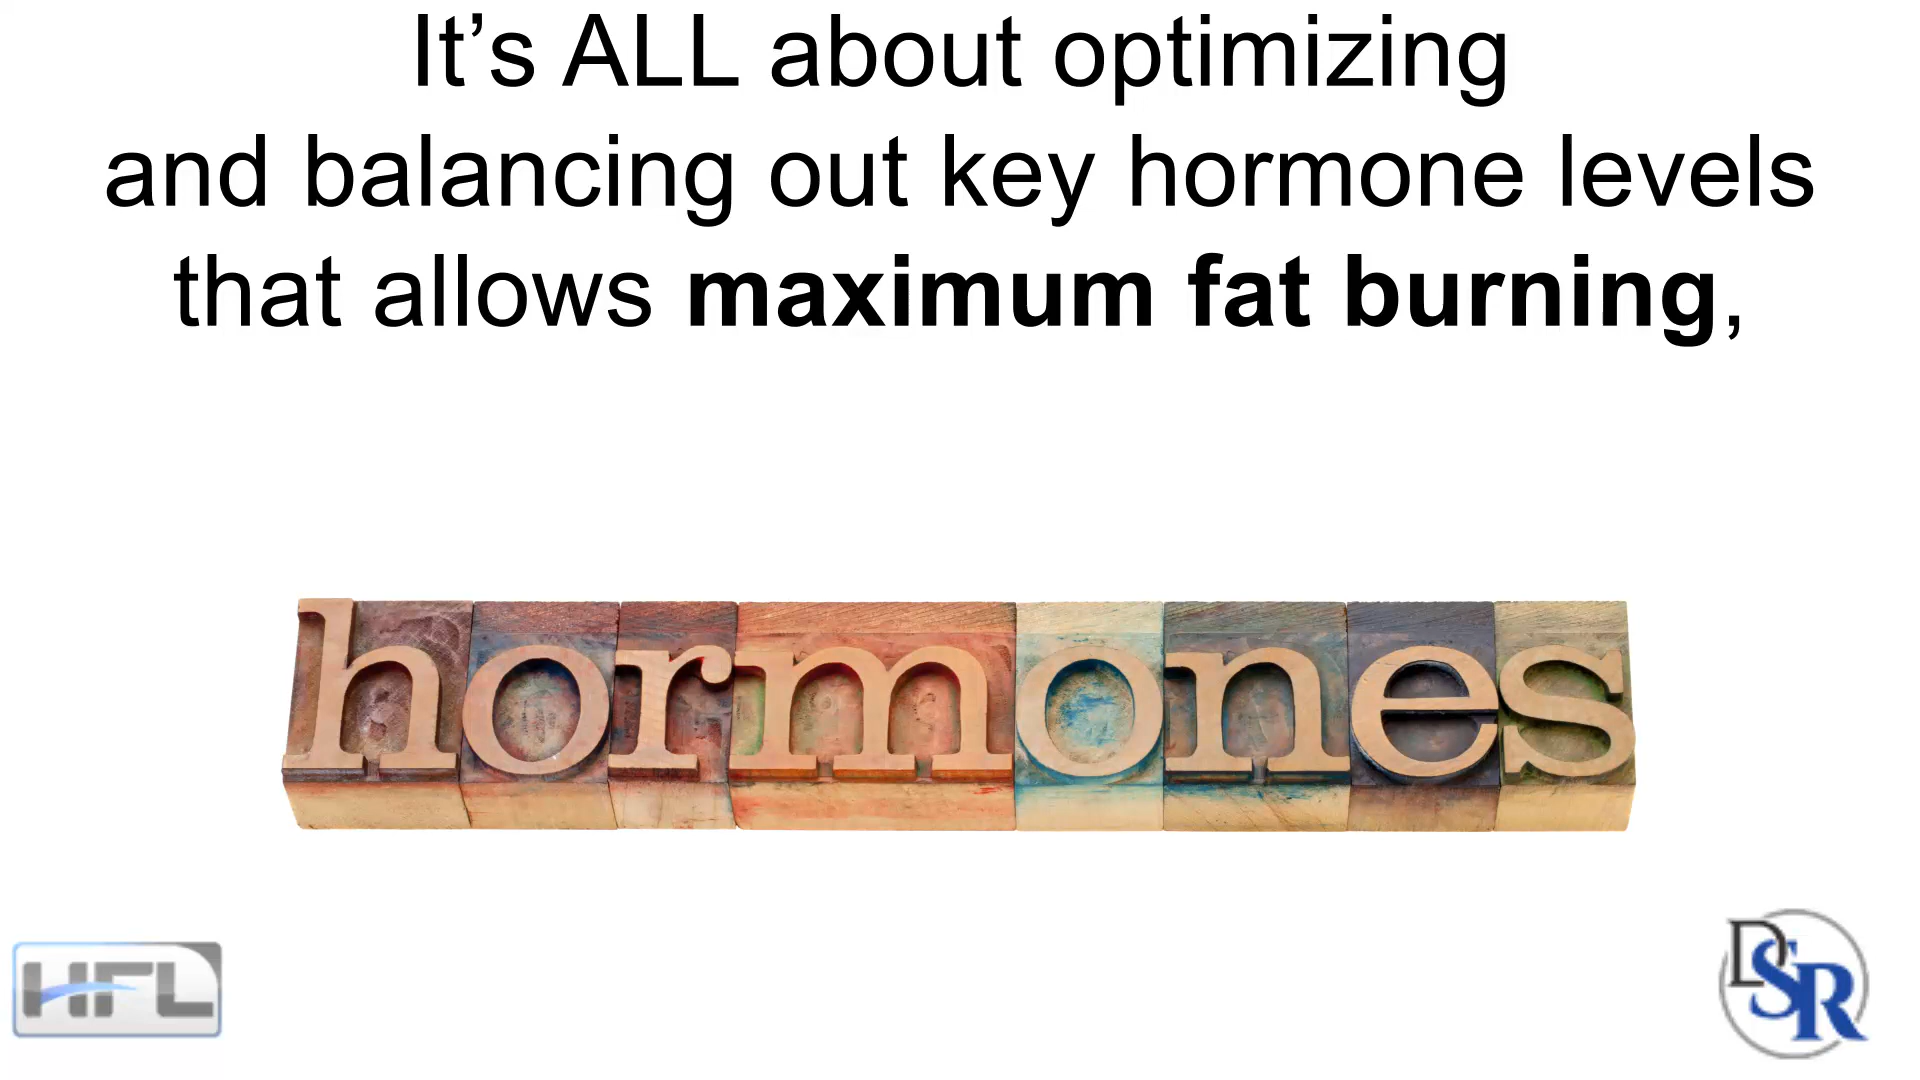 It’s ALL about optimizing
and balancing out key hormone levels
that allows maximum fat burning,
hormones
HFL
DSR